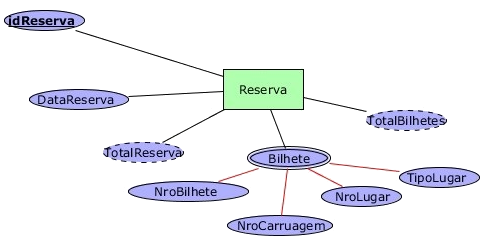 idReserva
Reserva
DataReserva
TotalBilhetes
TotalReserva
Bilhete
TipoLugar
NroBilhete
NroLugar
NroCarruagem